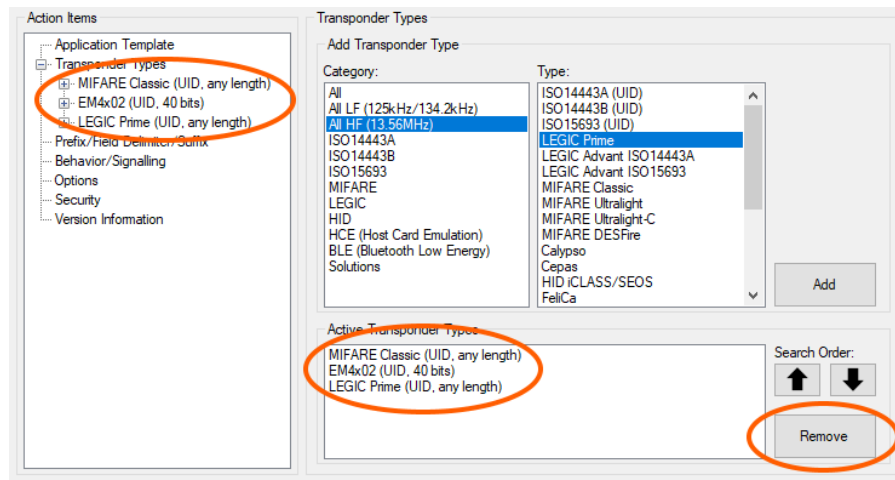 Action Items
Application Template
Transponder Types
MIFARE Classic (UID, any length)
EM4x02 (UID, 40 bits)
LEGIC Prime (UID, any length)
Prefix/Field Delimiter/Suffix
Behavior/Signalling
Options
Security
Version Information
Transponder Types
Add Transponder Type
Category:
All
All LF (125kHz/134.2kHz)
All HF (13.56MHz)
ISO14443A
ISO14443B
ISO15693
MIFARE
LEGIC
HID
HCE (Host Card Emulation)
BLE (Bluetooth Low Energy)
Solutions
Type:
ISO14443A (UID)
ISO14443B (UID)
ISO15693 (UID)
LEGIC Prime
LEGIC Advant ISO14443A
LEGIC Advant ISO15693
MIFARE Classic
MIFARE Ultralight
MIFARE Ultralight-C
MIFARE DESFire
Calypso
Cepas
HID iCLASS/SEOS
FeliCa
Add
Active Transponder Types
MIFARE Classic (UID, any length)
EM4x02 (UID, 40 bits)
LEGIC Prime (UID, any length)
Search Order:
Remove